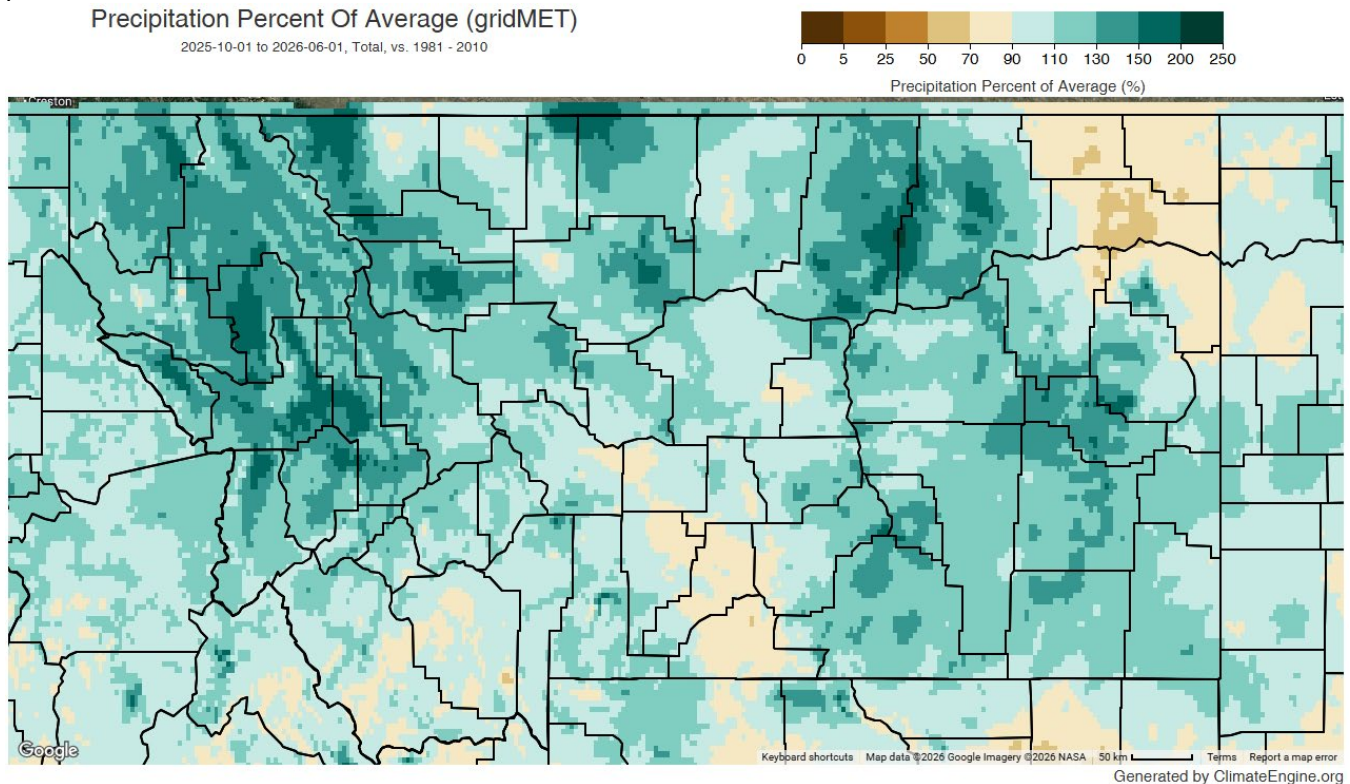 Precipitation Percent Of Average (gridMET)
2025-10-01 to 2026-06-01, Total, vs. 1981 - 2010
0 5 25 50 70 90 110 130 150 200 250
Precipitation Percent of Average (%)
Creston
Google
Keyboard shortcuts Map data ©2026 Google Imagery ©2026 NASA 50 km Terms Report a map error
Generated by ClimateEngine.org